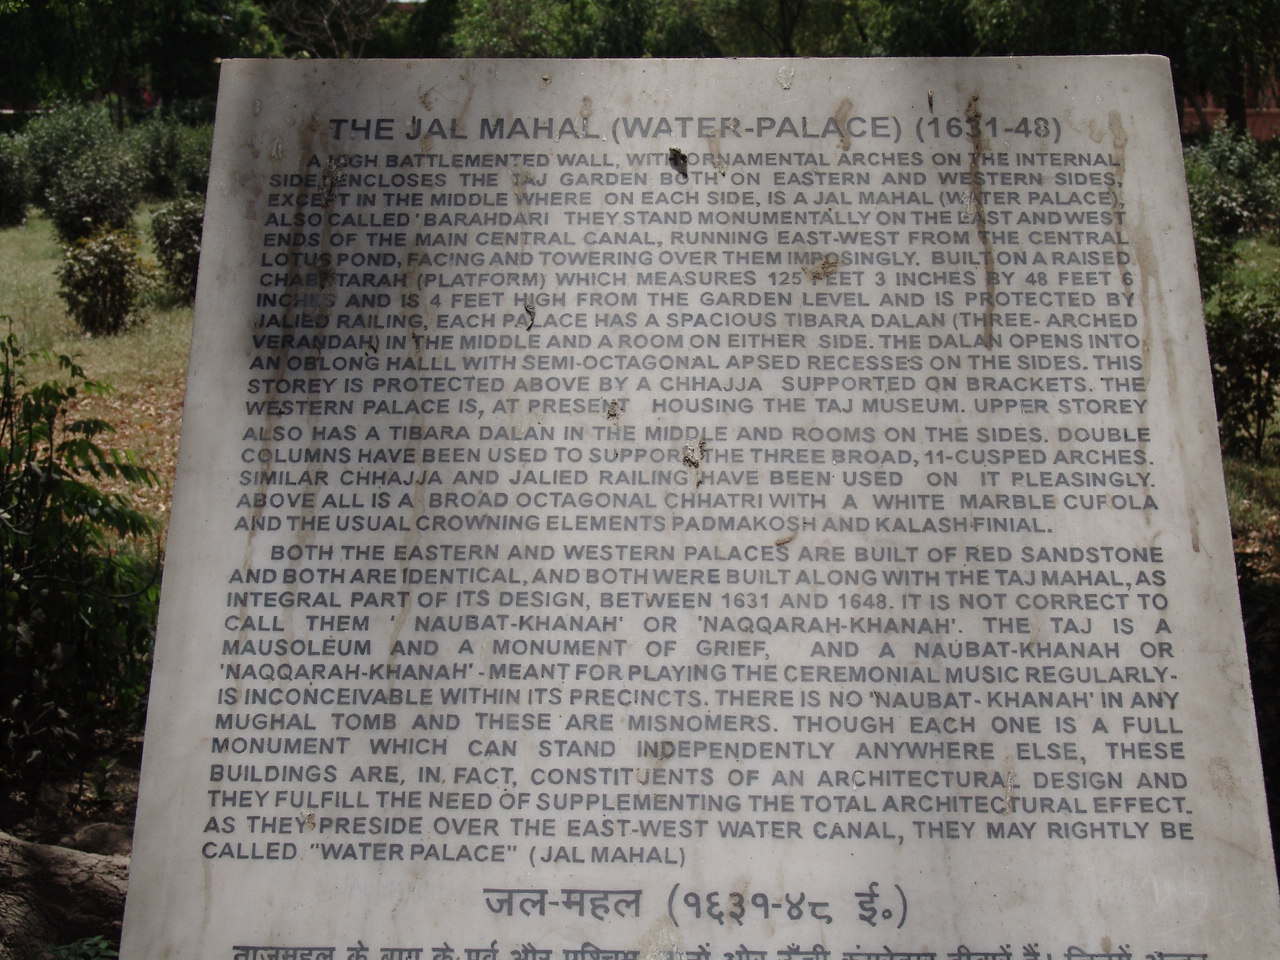 THE JAL MAHAL (WATER-PALACE) (1631-48)
A HIGH BATTLEMENTED WALL, WITH ORNAMENTAL ARCHES ON THE INTERNAL
SIDE, ENCLOSES THE TAJ GARDEN BOTH ON EASTERN AND WESTERN SIDES,
EXCEPT IN THE MIDDLE WHERE ON EACH SIDE, IS A JAL MAHAL (WATER PALACE)
ALSO CALLED 'BARAHDARI'. THEY STAND MONUMENTALLY ON THE EAST AND WEST
ENDS OF THE MAIN CENTRAL CANAL, RUNNING EAST-WEST FROM THE CENTRAL
LOTUS POND, FACING AND TOWERING OVER THEM IMPOSINGLY. BUILT ON A RAISED
CHABUTARAH (PLATFORM) WHICH MEASURES 125 FEET 3 INCHES BY 48 FEET 6
INCHES AND IS 4 FEET HIGH FROM THE GARDEN LEVEL AND IS PROTECTED BY
JALIED RAILING, EACH PALACE HAS A SPACIOUS TIBARA DALAN (THREE-ARCHED
VERANDAH) IN THE MIDDLE AND A ROOM ON EITHER SIDE. THE DALAN OPENS INTO
AN OBLONG HALLL WITH SEMI-OCTAGONAL APSED RECESSES ON THE SIDES. THIS
STOREY IS PROTECTED ABOVE BY A CHHAJJA SUPPORTED ON BRACKETS. THE
WESTERN PALACE IS, AT PRESENT HOUSING THE TAJ MUSEUM. UPPER STOREY
ALSO HAS A TIBARA DALAN IN THE MIDDLE AND ROOMS ON THE SIDES. DOUBLE
COLUMNS HAVE BEEN USED TO SUPPORT THE THREE BROAD, 11-CUSPED ARCHES.
SIMILAR CHHAJJA AND JALIED RAILING HAVE BEEN USED ON IT PLEASINGLY.
ABOVE ALL IS A BROAD OCTAGONAL CHHATRI WITH A WHITE MARBLE CUPOLA
AND THE USUAL CROWNING ELEMENTS PADMAKOSH AND KALASH FINIAL.
BOTH THE EASTERN AND WESTERN PALACES ARE BUILT OF RED SANDSTONE
AND BOTH ARE IDENTICAL, AND BOTH WERE BUILT ALONG WITH THE TAJ MAHAL, AS
INTEGRAL PART OF ITS DESIGN, BETWEEN 1631 AND 1648. IT IS NOT CORRECT TO
CALL THEM 'NAUBAT-KHANAH' OR 'NAQQARAH-KHANAH'. THE TAJ IS A
MAUSOLEUM AND A MONUMENT OF GRIEF, AND A NAUBAT-KHANAH OR
'NAQQARAH-KHANAH'-MEANT FOR PLAYING THE CEREMONIAL MUSIC REGULARLY-
IS INCONCEIVABLE WITHIN ITS PRECINCTS. THERE IS NO 'NAUBAT-KHANAH' IN ANY
MUGHAL TOMB AND THESE ARE MISNOMERS. THOUGH EACH ONE IS A FULL
MONUMENT WHICH CAN STAND INDEPENDENTLY ANYWHERE ELSE, THESE
BUILDINGS ARE, IN FACT, CONSTITUENTS OF AN ARCHITECTURAL DESIGN AND
THEY FULFILL THE NEED OF SUPPLEMENTING THE TOTAL ARCHITECTURAL EFFECT.
AS THEY PRESIDE OVER THE EAST-WEST WATER CANAL, THEY MAY RIGHTLY BE
CALLED "WATER-PALACE" (JAL MAHAL)
जल-महल (१६३१-४८ ई॰)
ताजमहल के बाग के पूर्व और पश्चिम